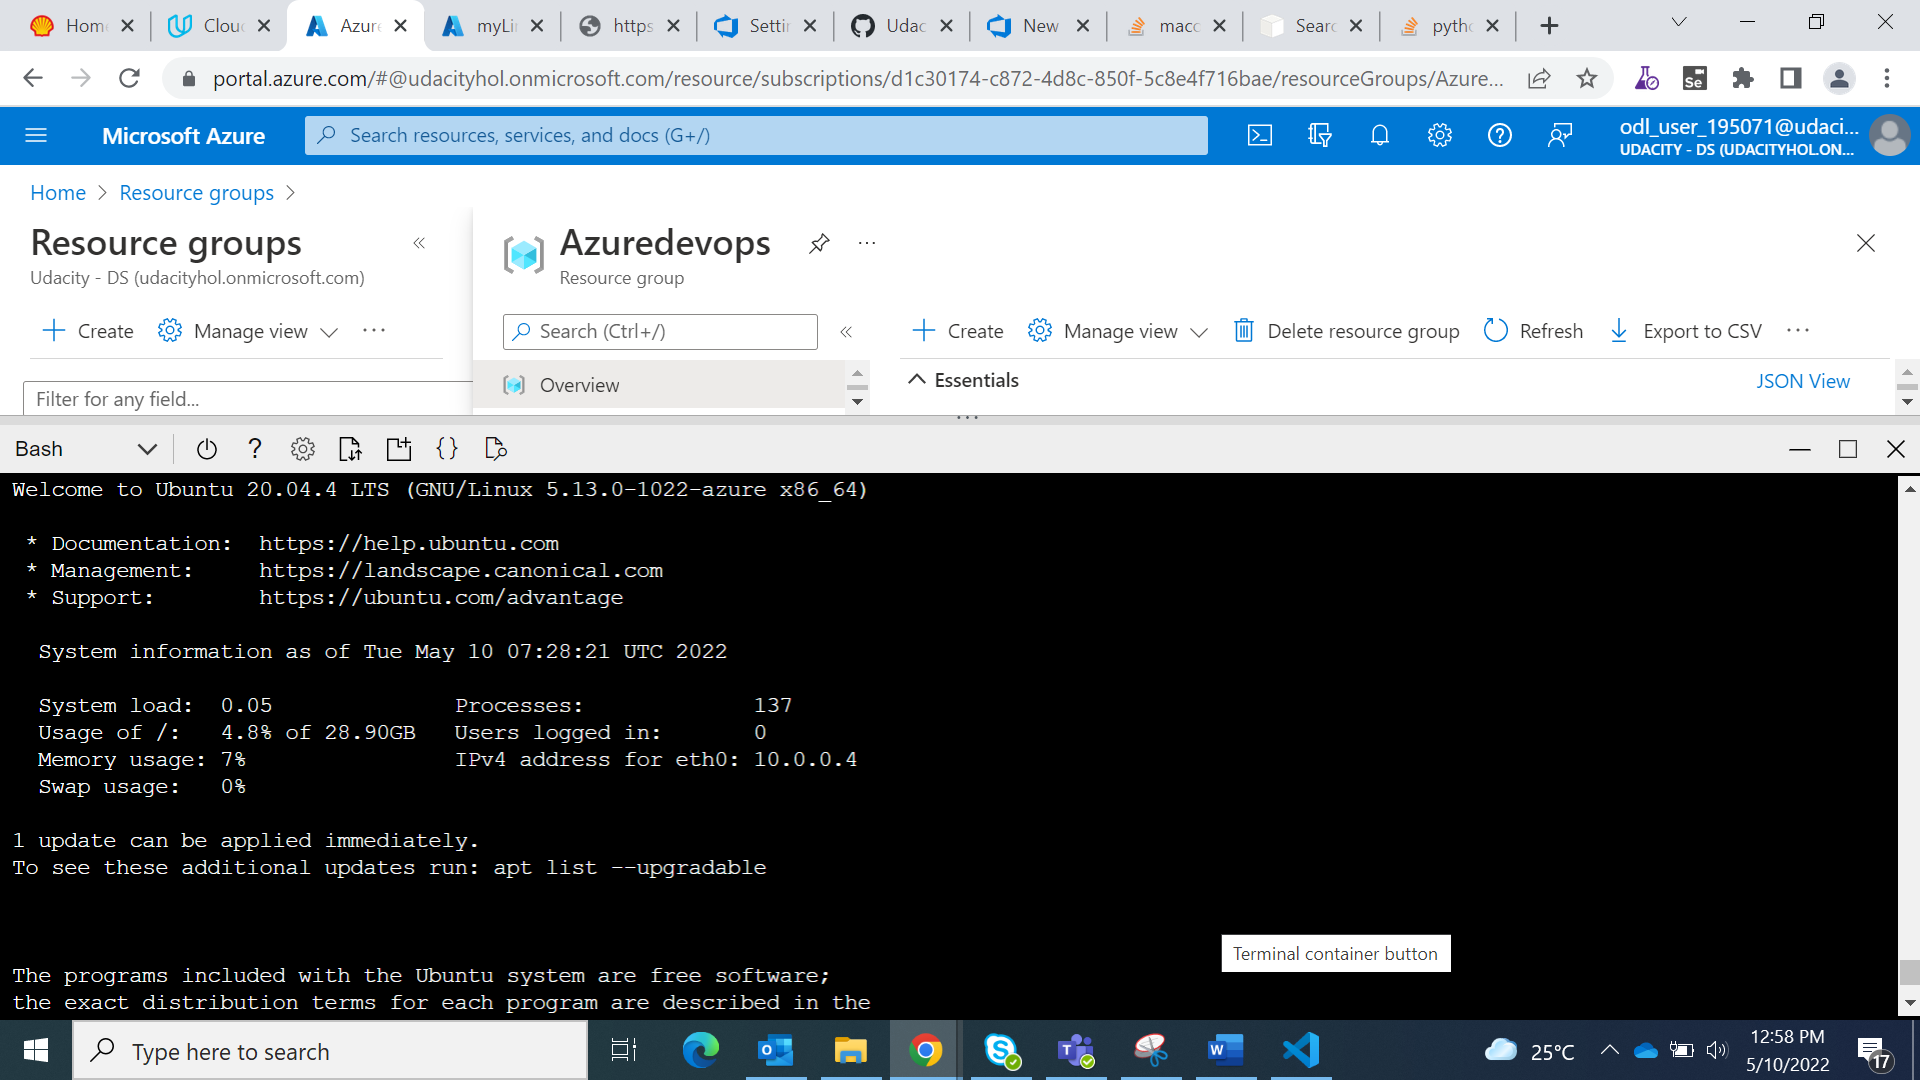 Home
Clou
Azure
myLi
https
Settir
Udac
New
macc
Searc
pythc
portal.azure.com/#@udacityhol.onmicrosoft.com/resource/subscriptions/d1c30174-c872-4d8c-850f-5c8e4f716bae/resourceGroups/Azure...
Se
Microsoft Azure
Search resources, services, and docs (G+/)
odl_user_195071@udaci...
UDACITY - DS (UDACITYHOL.ON...
Home > Resource groups >
Resource groups
Udacity - DS (udacityhol.onmicrosoft.com)
Create Manage view ...
Filter for any field...
Azuredevops
Resource group
Search (Ctrl+/)
Overview
Create Manage view Delete resource group Refresh Export to CSV ...
Essentials
JSON View
Bash
Welcome to Ubuntu 20.04.4 LTS (GNU/Linux 5.13.0-1022-azure x86_64)
* Documentation: https://help.ubuntu.com
* Management: https://landscape.canonical.com
* Support: https://ubuntu.com/advantage
System information as of Tue May 10 07:28:21 UTC 2022
System load: 0.05 Processes: 137
Usage of /: 4.8% of 28.90GB Users logged in: 0
Memory usage: 7% IPv4 address for eth0: 10.0.0.4
Swap usage: 0%
1 update can be applied immediately.
To see these additional updates run: apt list --upgradable
Terminal container button
The programs included with the Ubuntu system are free software;
the exact distribution terms for each program are described in the
Type here to search
25°C
12:58 PM
5/10/2022
17